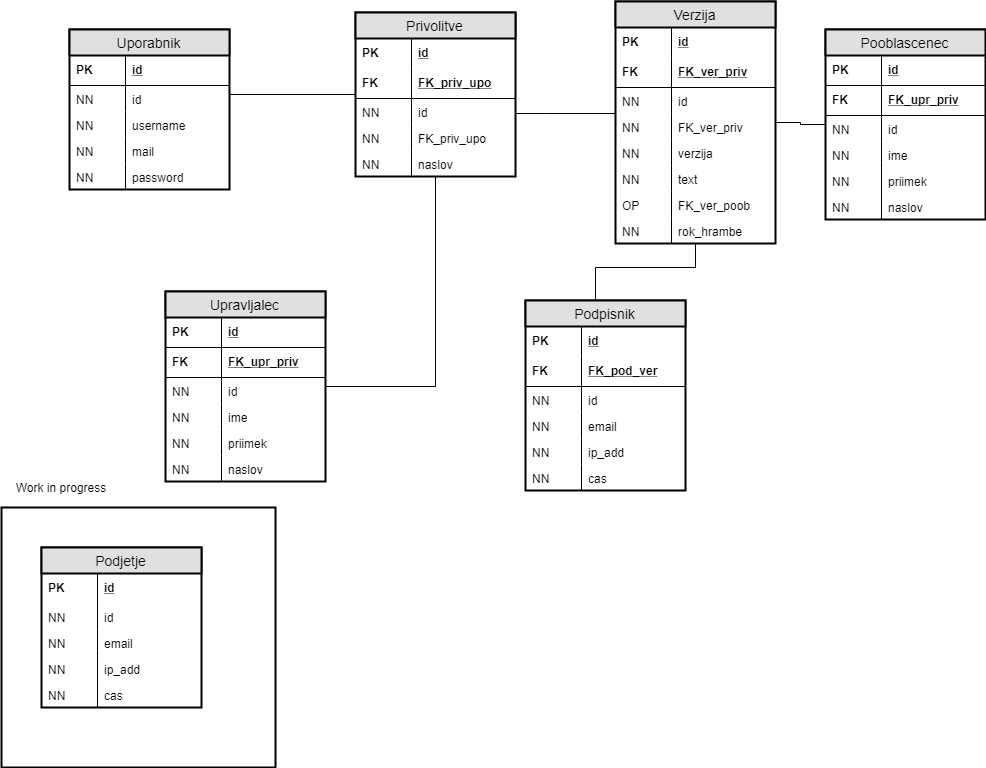 Uporabnik
PK id
NN id
NN username
NN mail
NN password
Privolitve
PK id
FK FK_priv_upo
NN id
NN FK_priv_upo
NN naslov
Verzija
PK id
FK FK_ver_priv
NN id
NN FK_ver_priv
NN verzija
NN text
OP FK_ver_poob
NN rok_hrambe
Pooblascenec
PK id
FK FK_upr_priv
NN id
NN ime
NN priimek
NN naslov
Upravljalec
PK id
FK FK_upr_priv
NN id
NN ime
NN priimek
NN naslov
Podpisnik
PK id
FK FK_pod_ver
NN id
NN email
NN ip_add
NN cas
Work in progress
Podjetje
PK id
NN id
NN email
NN ip_add
NN cas